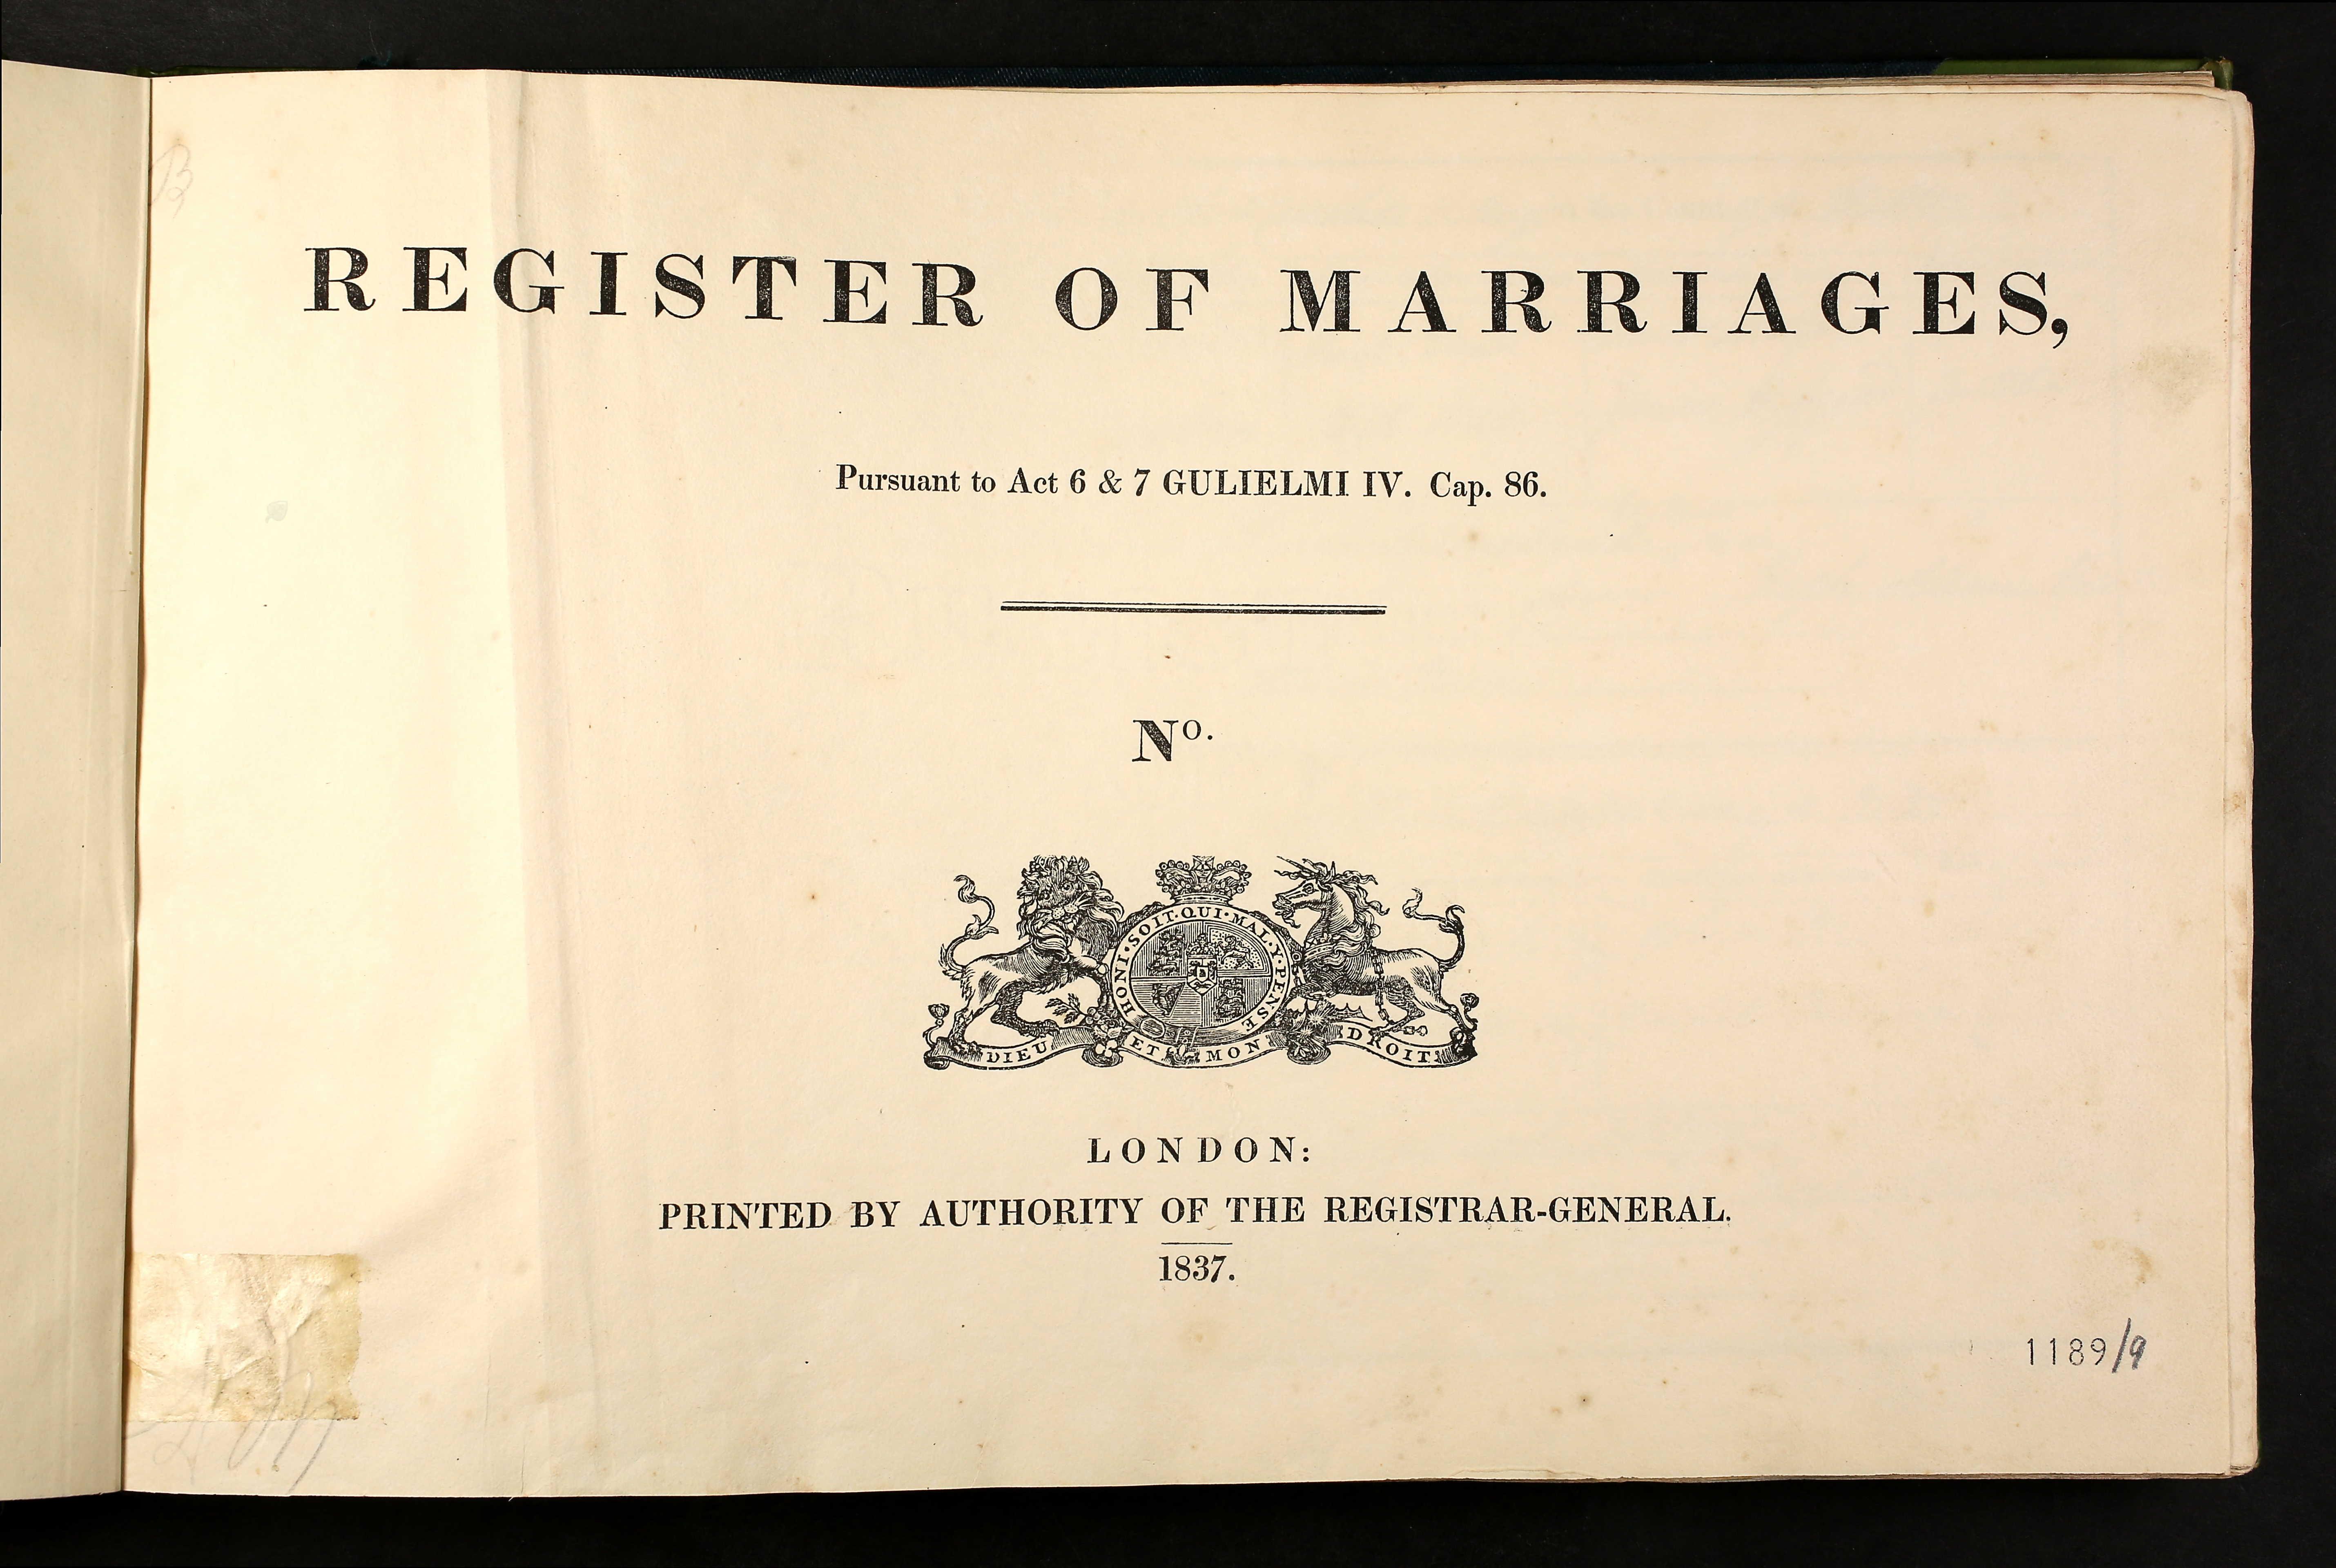 B
REGISTER OF MARRIAGES,
Pursuant to Act 6 & 7 GULIELMI IV. Cap. 86.
No.
HONI·SOIT·QUI·MAL·Y·PENSE
DIEU ET MON DROIT
LONDON:
PRINTED BY AUTHORITY OF THE REGISTRAR-GENERAL.
1837.
1189/9